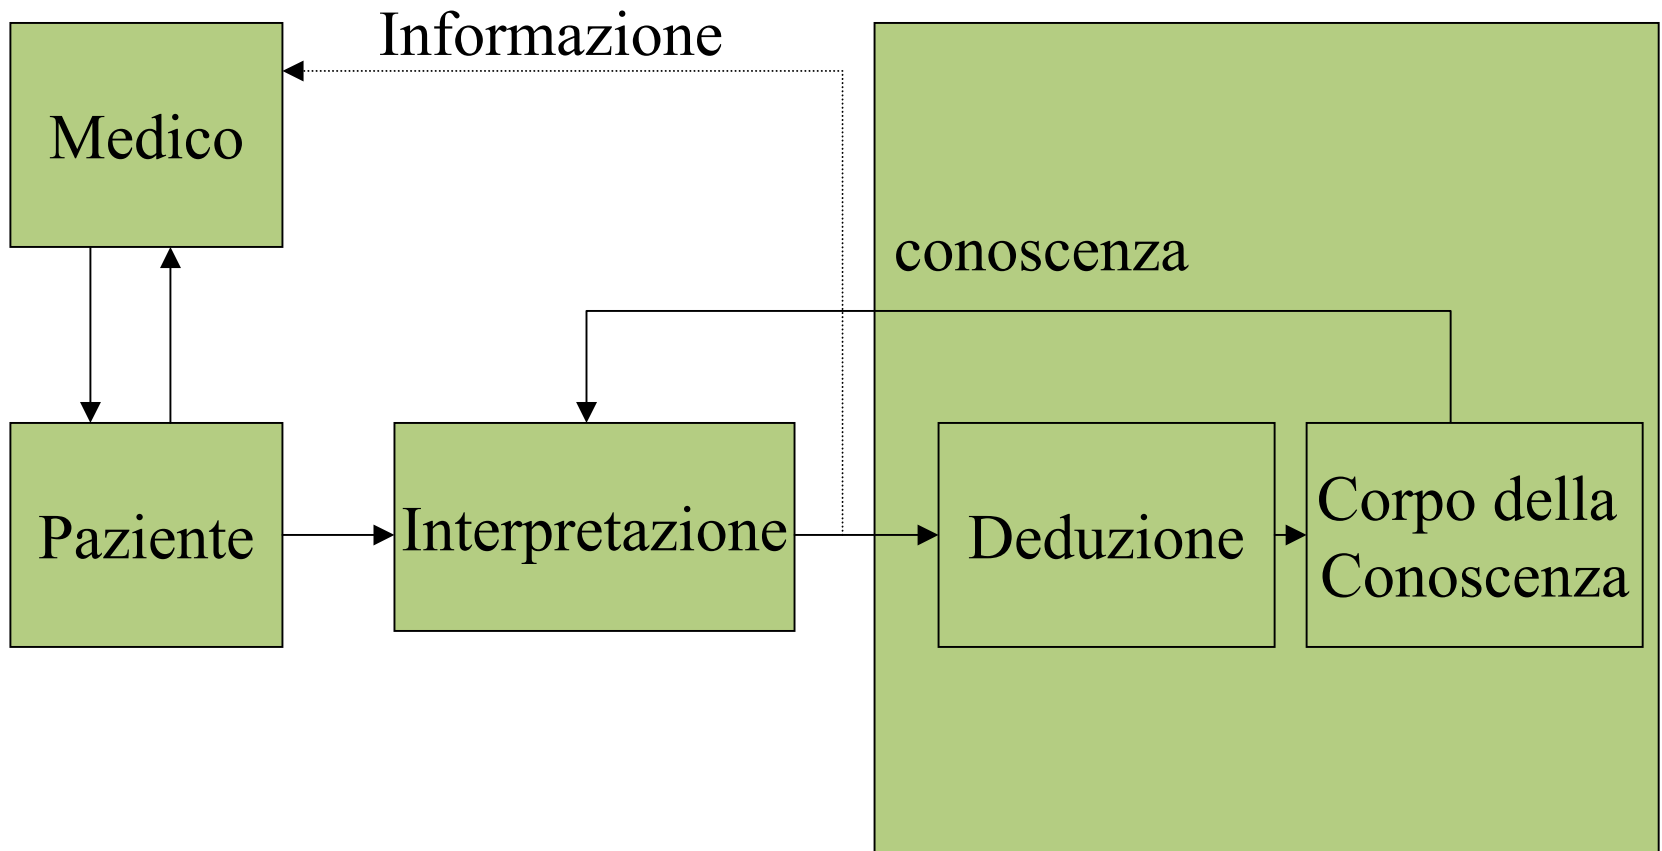 Informazione
Medico
conoscenza
Paziente
Interpretazione
Deduzione
Corpo della
Conoscenza